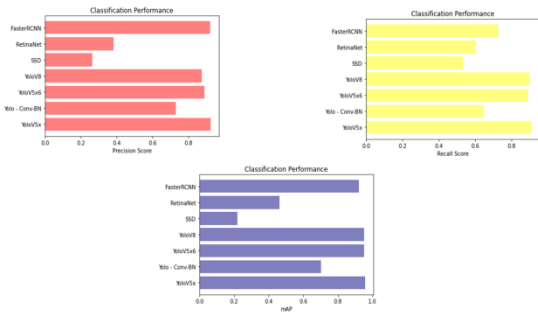 Classification Performance
FasterRCNN
RetinaNet
SSD
YoloV8
YoloV5x6
Yolo - Conv-BN
YoloV5x
0.0 0.2 0.4 0.6 0.8
Precision Score
Classification Performance
FasterRCNN
RetinaNet
SSD
YoloV8
YoloV5x6
Yolo - Conv-BN
YoloV5x
0.0 0.2 0.4 0.6 0.8
Recall Score
Classification Performance
FasterRCNN
RetinaNet
SSD
YoloV8
YoloV5x6
Yolo - Conv-BN
YoloV5x
0.0 0.2 0.4 0.6 0.8 1.0
mAP